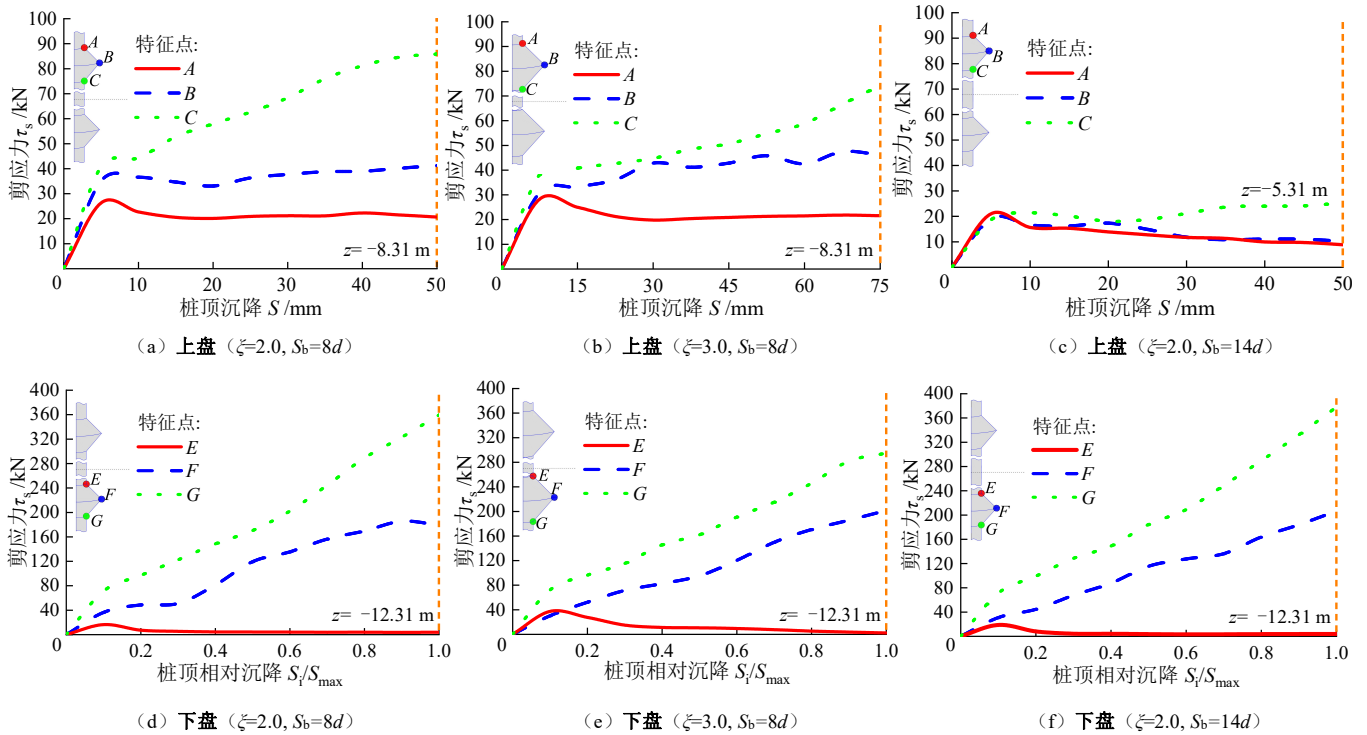 剪应力τs /kN
100
90
80
70
60
50
40
30
20
10
0
10
20
30
40
50
A
B
C
特征点:
A
B
C
z= −8.31 m
桩顶沉降 S /mm
(a) 上盘(ξ=2.0, Sb=8d)
剪应力τs /kN
100
90
80
70
60
50
40
30
20
10
0
15
30
45
60
75
A
B
C
特征点:
A
B
C
z= −8.31 m
桩顶沉降 S /mm
(b) 上盘(ξ=3.0, Sb=8d)
剪应力τs /kN
100
90
80
70
60
50
40
30
20
10
0
10
20
30
40
50
A
B
C
特征点:
A
B
C
z=−5.31 m
桩顶沉降 S /mm
(c) 上盘(ξ=2.0, Sb=14d)
剪应力τs /kN
400
360
320
280
240
200
160
120
80
40
0
0.2
0.4
0.6
0.8
1.0
E
F
G
特征点:
E
F
G
z= −12.31 m
桩顶相对沉降 Si/Smax
(d) 下盘(ξ=2.0, Sb=8d)
剪应力τs /kN
400
360
320
280
240
200
160
120
80
40
0
0.2
0.4
0.6
0.8
1.0
E
F
G
特征点:
E
F
G
z= −12.31 m
桩顶相对沉降 Si/Smax
(e) 下盘(ξ=3.0, Sb=8d)
剪应力τs /kN
400
360
320
280
240
200
160
120
80
40
0
0.2
0.4
0.6
0.8
1.0
E
F
G
特征点:
E
F
G
z= −12.31 m
桩顶相对沉降 Si/Smax
(f) 下盘(ξ=2.0, Sb=14d)